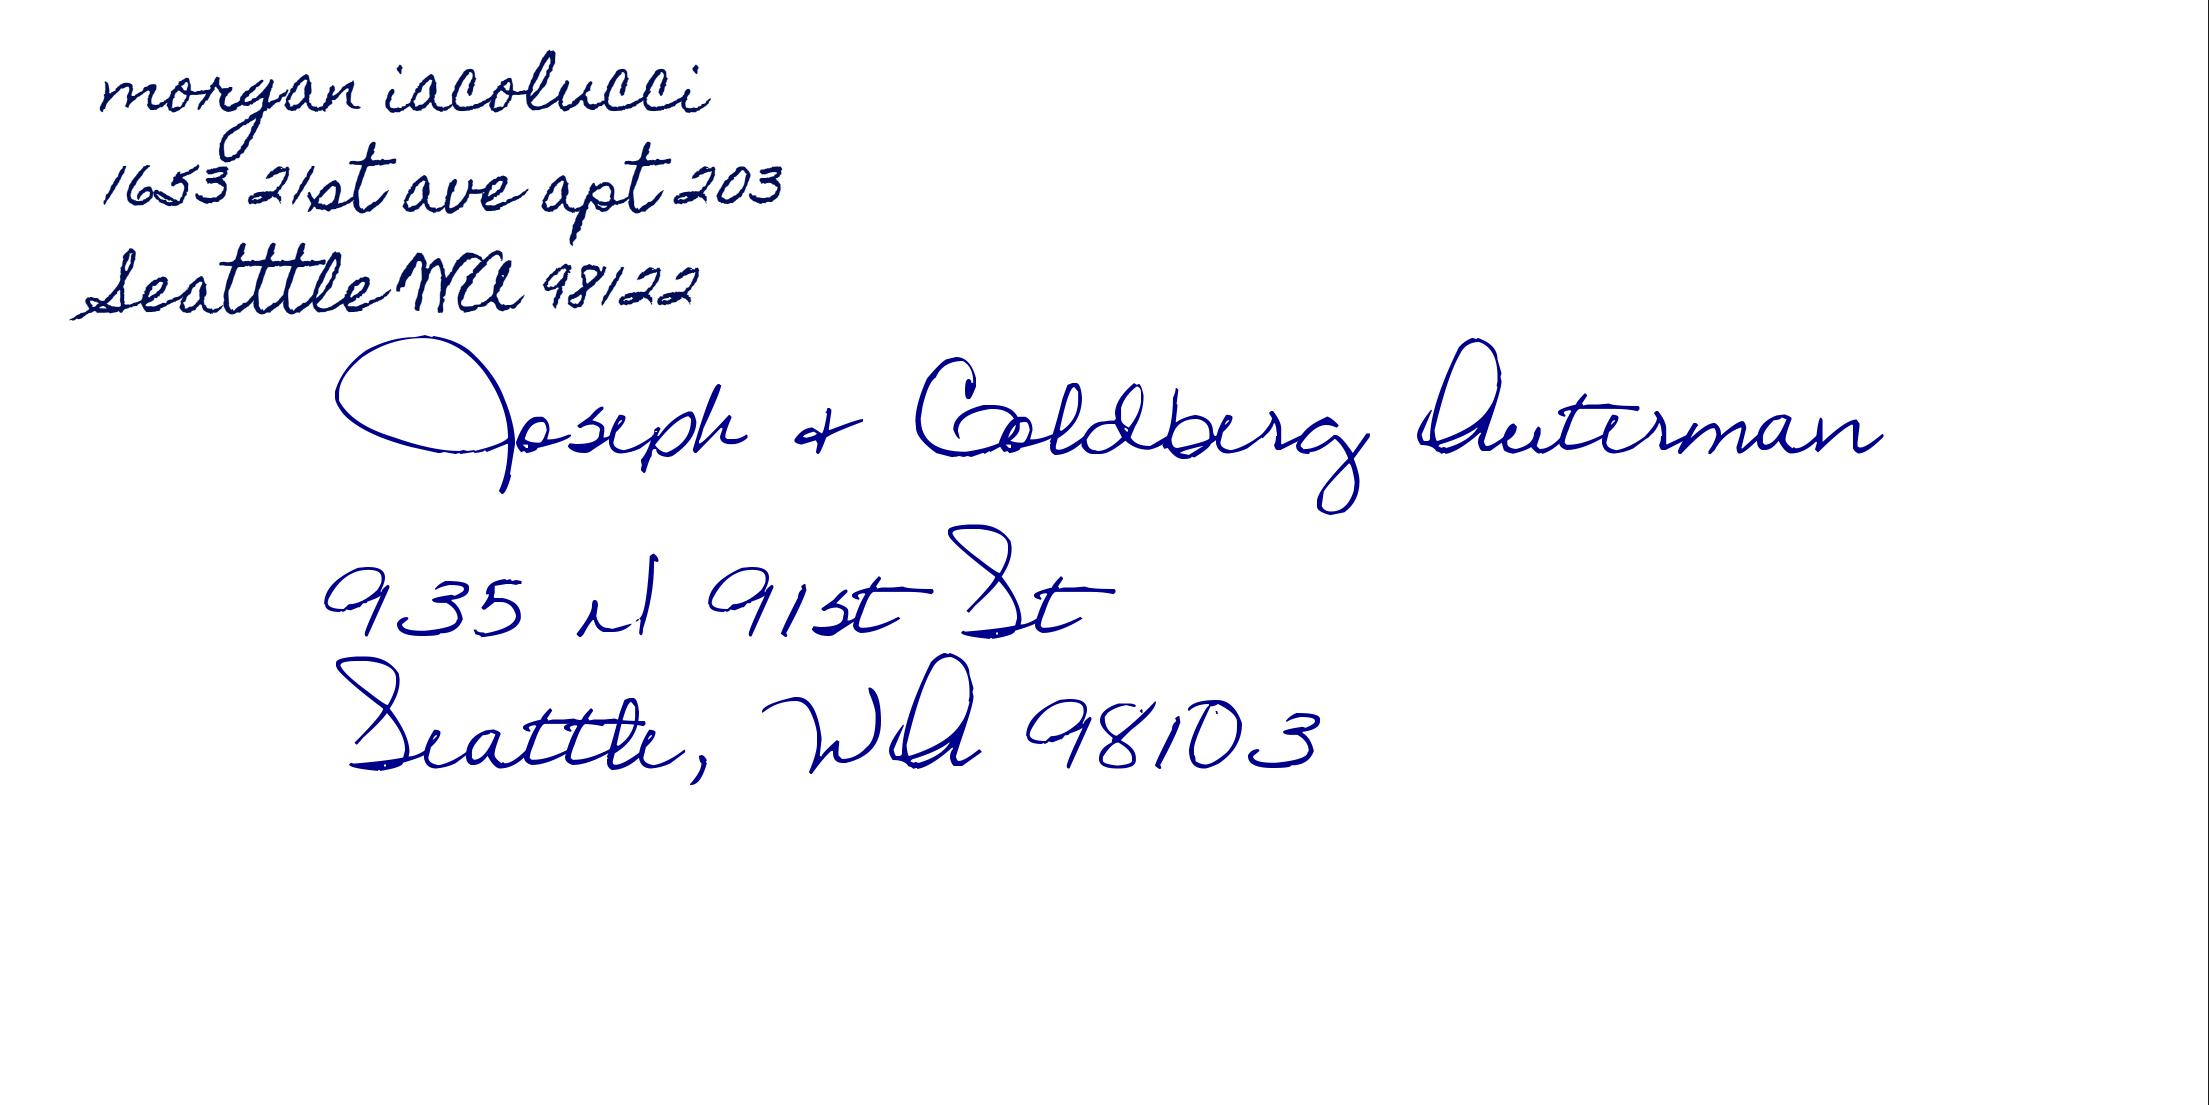 morgan iacolucci
1653 21st ave apt 203
Seatttle WA 98122
Joseph & Goldberg Auterman
935 N 91st St
Seattle, WA 98103